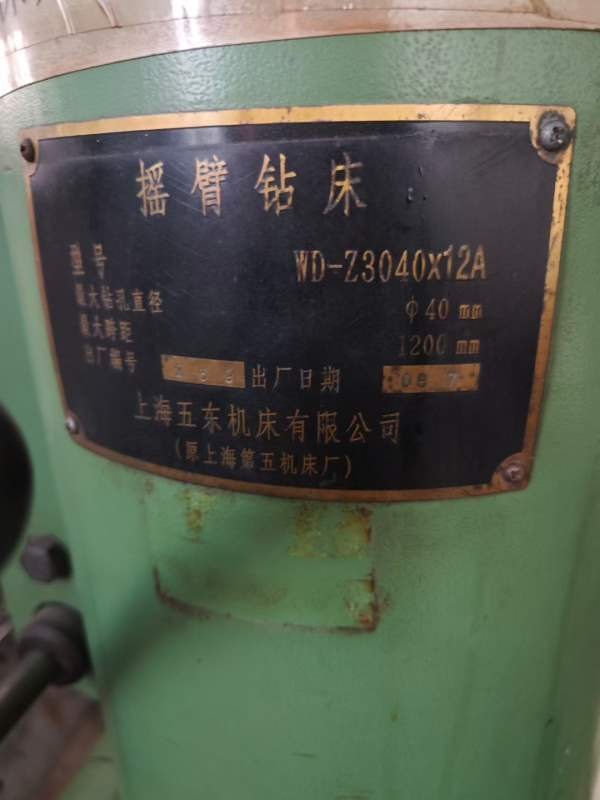 摇臂钻床
型号 WD-Z3040x12A
最大钻孔直径 φ40 mm
最大跨距 1200 mm
出厂编号 出厂日期 08 7
上海五东机床有限公司
(原上海第五机床厂)